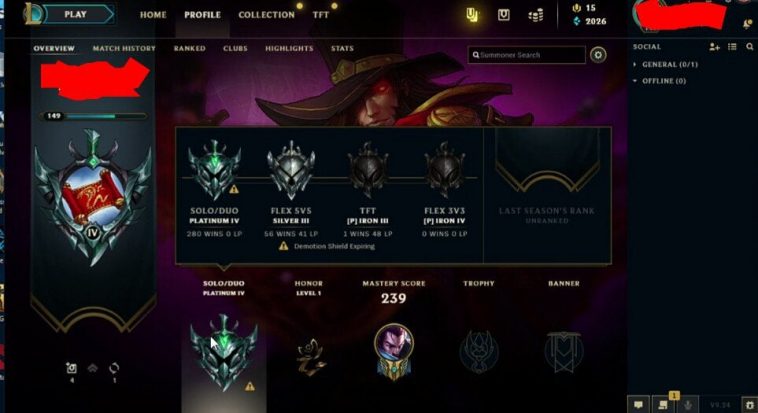 PLAY HOME PROFILE COLLECTION TFT 15
2026
OVERVIEW MATCH HISTORY RANKED CLUBS HIGHLIGHTS STATS
Summoner Search
SOCIAL
GENERAL (0/1)
OFFLINE (0)
149
IV
SOLO/DUO
PLATINUM IV
280 WINS 0 LP
FLEX 5V5
SILVER III
56 WINS 41 LP
Demotion Shield Expiring
TFT
[P] IRON III
1 WINS 48 LP
FLEX 3V3
[P] IRON IV
0 WINS 0 LP
LAST SEASON'S RANK
UNRANKED
SOLO/DUO
PLATINUM IV
HONOR
LEVEL 1
MASTERY SCORE
239
TROPHY
BANNER
4 1
1
V9.24